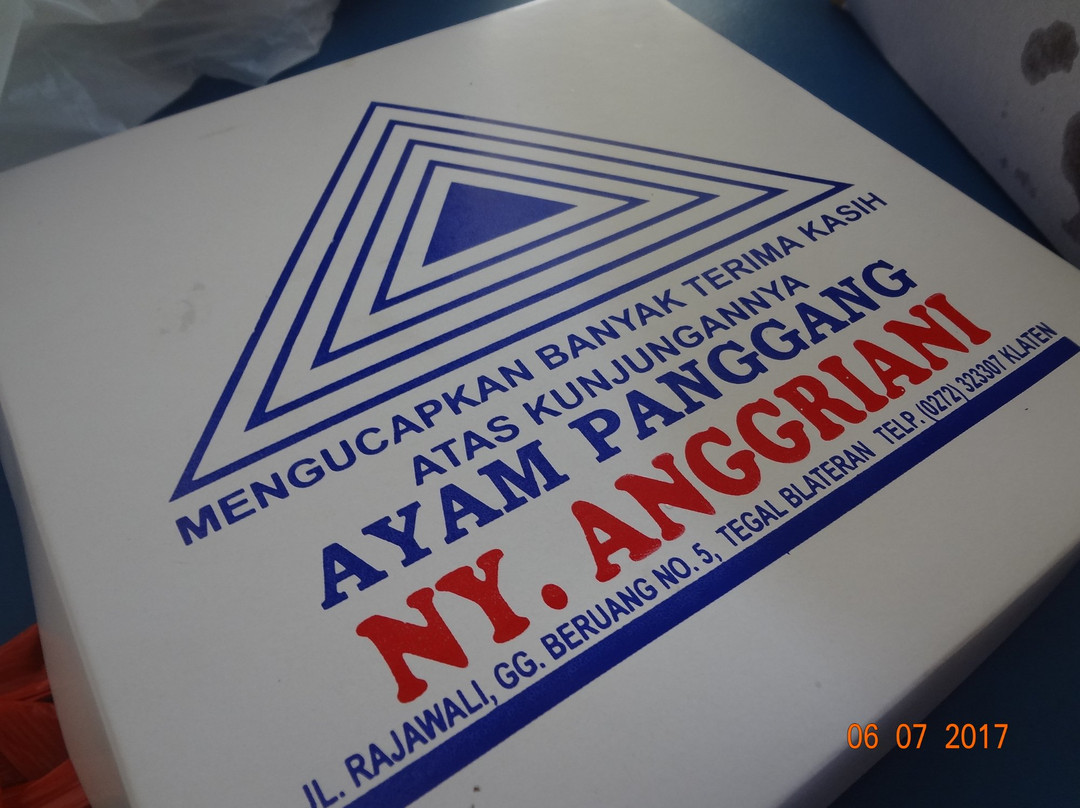 MENGUCAPKAN BANYAK TERIMA KASIH
ATAS KUNJUNGANNYA
AYAM PANGGANG
NY. ANGGRIANI
JL. RAJAWALI, GG. BERUANG NO. 5, TEGAL BLATERAN TELP. (0272) 323307 KLATEN
06 07 2017